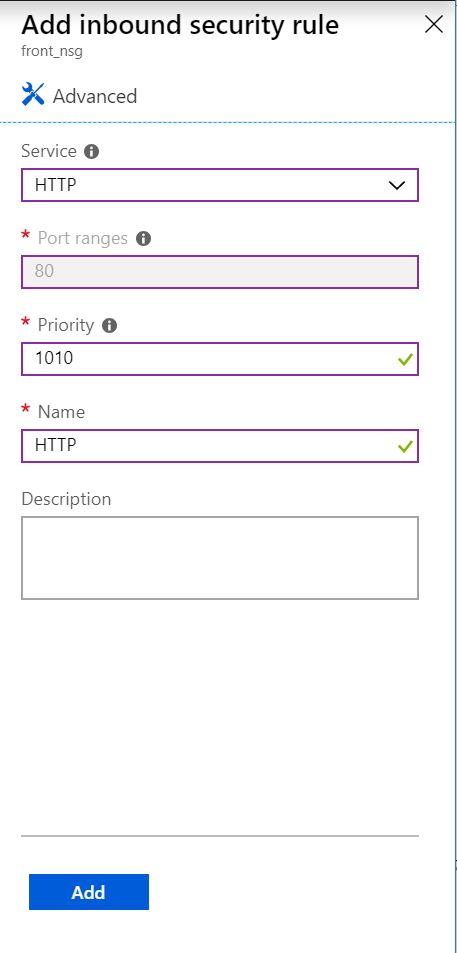 Add inbound security rule
front_nsg
Advanced
Service
HTTP
* Port ranges
80
* Priority
1010
* Name
HTTP
Description
Add